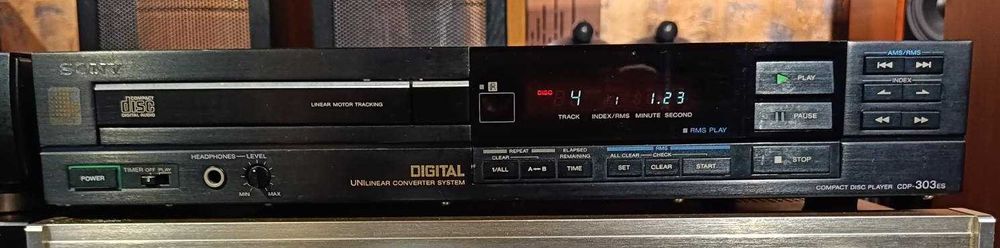 SONY
COMPACT
disc
DIGITAL AUDIO
LINEAR MOTOR TRACKING
R
DISC
4 1 1.23
TRACK INDEX/RMS MINUTE SECOND
RMS PLAY
PLAY
PAUSE
AMS/RMS
INDEX
POWER
TIMER OFF PLAY
HEADPHONES LEVEL
MIN MAX
DIGITAL
UNILINEAR CONVERTER SYSTEM
REPEAT
CLEAR
1/ALL A B
ELAPSED
REMAINING
TIME
RMS
ALL CLEAR CHECK
SET CLEAR START
STOP
COMPACT DISC PLAYER CDP-303ES